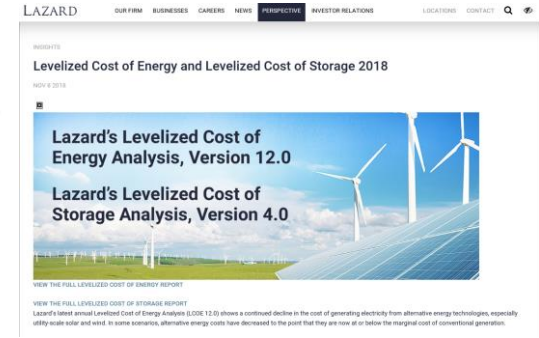 LAZARD
OUR FIRM BUSINESSES CAREERS NEWS PERSPECTIVE INVESTOR RELATIONS LOCATIONS CONTACT
INSIGHTS
Levelized Cost of Energy and Levelized Cost of Storage 2018
NOV 8 2018
Lazard's Levelized Cost of
Energy Analysis, Version 12.0
Lazard's Levelized Cost of
Storage Analysis, Version 4.0
VIEW THE FULL LEVELIZED COST OF ENERGY REPORT
VIEW THE FULL LEVELIZED COST OF STORAGE REPORT
Lazard's latest annual Levelized Cost of Energy Analysis (LCOE 12.0) shows a continued decline in the cost of generating electricity from alternative energy technologies, especially
utility-scale solar and wind. In some scenarios, alternative energy costs have decreased to the point that they are now at or below the marginal cost of conventional generation.